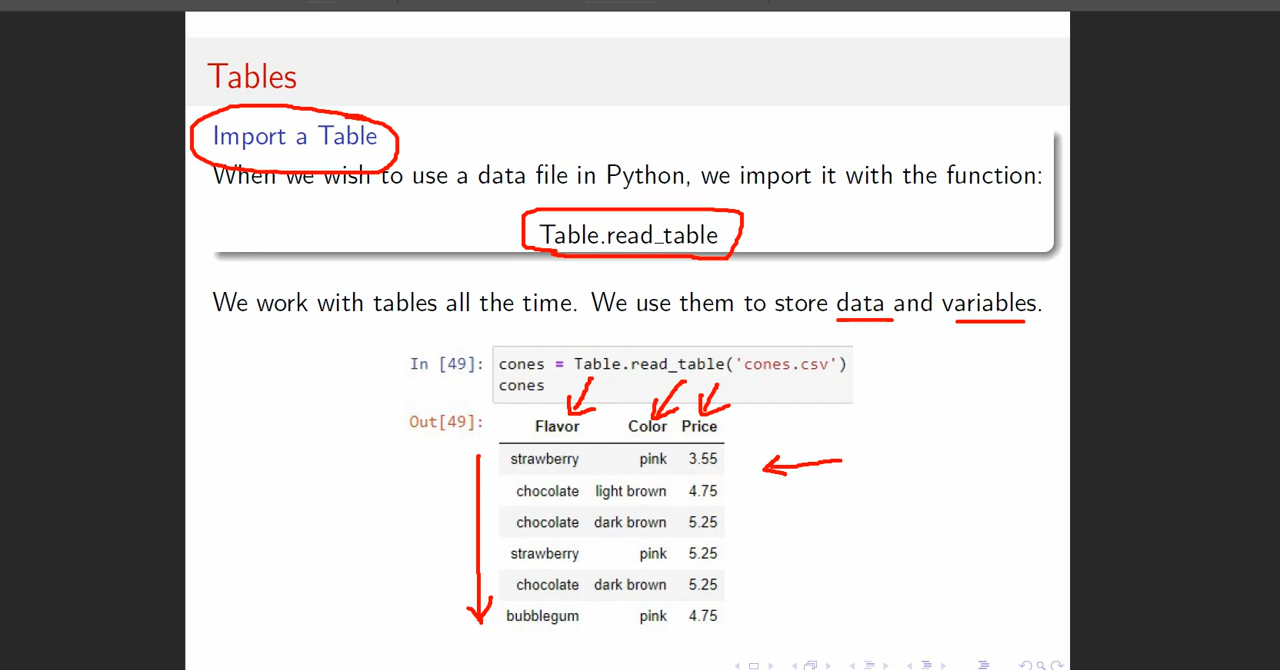 Tables
Import a Table
When we wish to use a data file in Python, we import it with the function:
Table.read_table
We work with tables all the time. We use them to store data and variables.
In [49]: cones = Table.read_table('cones.csv')
cones
Out[49]:
Flavor Color Price
strawberry pink 3.55
chocolate light brown 4.75
chocolate dark brown 5.25
strawberry pink 5.25
chocolate dark brown 5.25
bubblegum pink 4.75